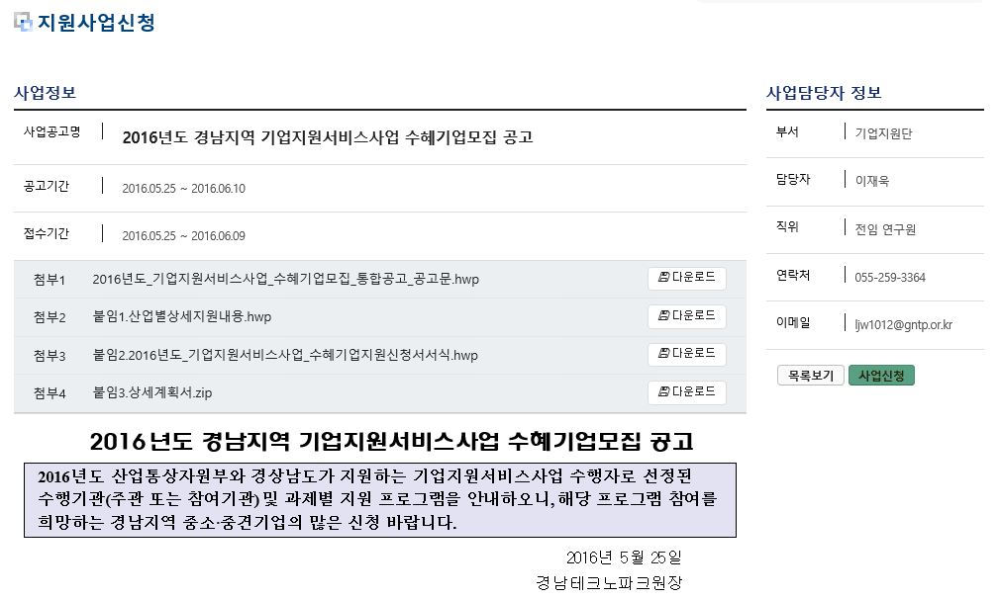 지원사업신청
사업정보
사업공고명 2016년도 경남지역 기업지원서비스사업 수혜기업모집 공고
공고기간 2016.05.25 ~ 2016.06.10
접수기간 2016.05.25 ~ 2016.06.09
첨부1 2016년도_기업지원서비스사업_수혜기업모집_통합공고_공고문.hwp 다운로드
첨부2 붙임1.산업별상세지원내용.hwp 다운로드
첨부3 붙임2.2016년도_기업지원서비스사업_수혜기업지원신청서서식.hwp 다운로드
첨부4 붙임3.상세계획서.zip 다운로드
사업담당자 정보
부서 기업지원단
담당자 이재욱
직위 전임 연구원
연락처 055-259-3364
이메일 ljw1012@gntp.or.kr
목록보기 사업신청
2016년도 경남지역 기업지원서비스사업 수혜기업모집 공고
2016년도 산업통상자원부와 경상남도가 지원하는 기업지원서비스사업 수행자로 선정된
수행기관(주관 또는 참여기관) 및 과제별 지원 프로그램을 안내하오니, 해당 프로그램 참여를
희망하는 경남지역 중소·중견기업의 많은 신청 바랍니다.
2016년 5월 25일
경남테크노파크원장